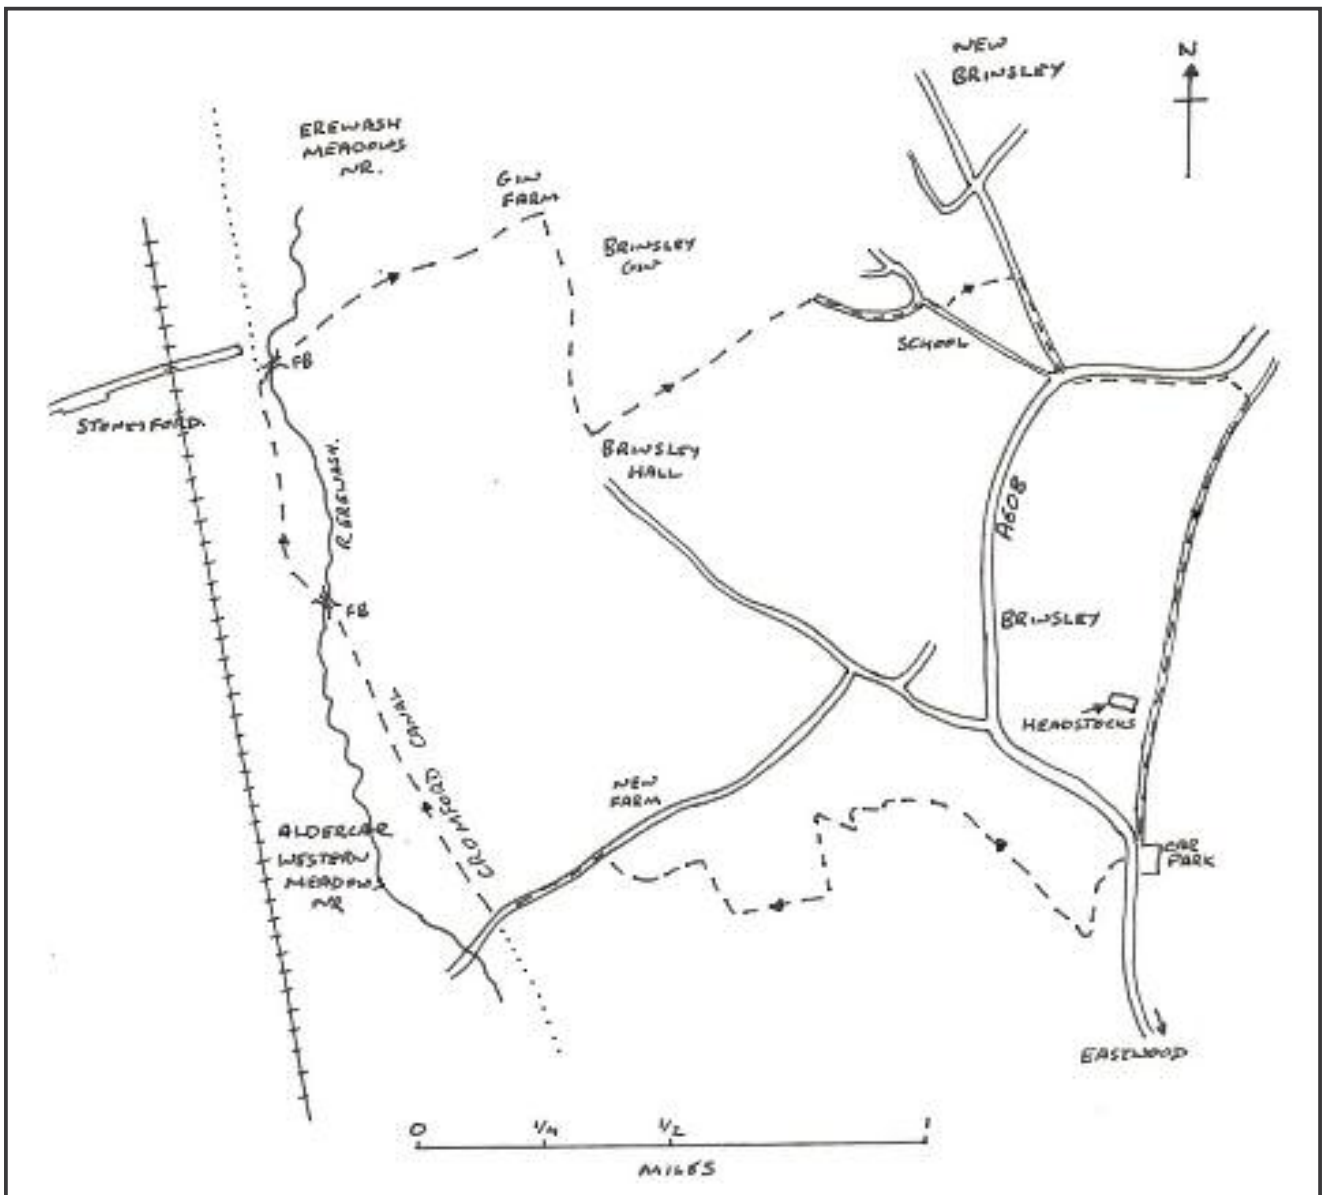 NEW
BRINSLEY
N
EREWASH
MEADOWS
NR.
GIN
FARM
BRINSLEY
GIN
SCHOOL
FB
STONEYFORD.
BRINSLEY
HALL
R. EREWASH.
A608
FB
BRINSLEY
HEADSTOCKS
CROMFORD CANAL
NEW
FARM
ALDERCAR
WESTERN
MEADOWS
NR
CAR
PARK
EASTWOOD
0 1/4 1/2 1
MILES